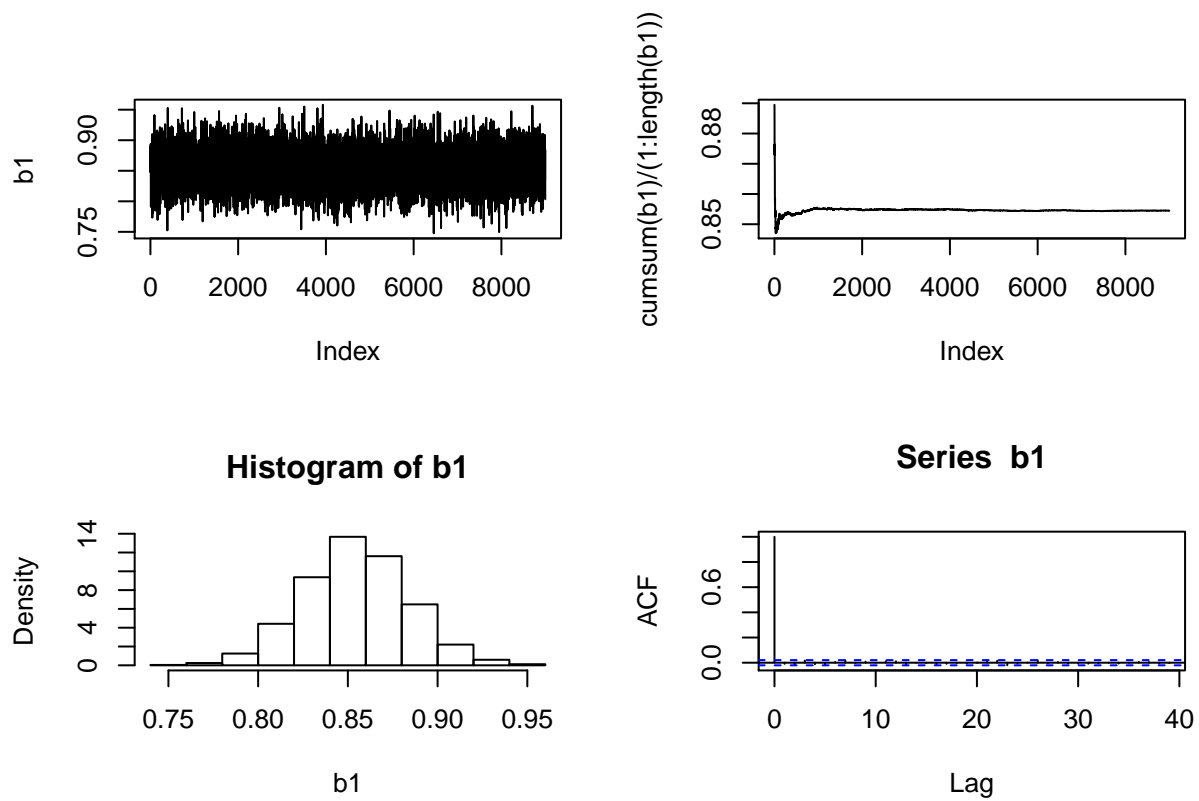 b1
0.75 0.90
0 2000 4000 6000 8000
Index
cumsum(b1)/(1:length(b1))
0.85 0.88
0 2000 4000 6000 8000
Index
Histogram of b1
Density
0 4 8 14
0.75 0.80 0.85 0.90 0.95
b1
Series b1
ACF
0.0 0.6
0 10 20 30 40
Lag